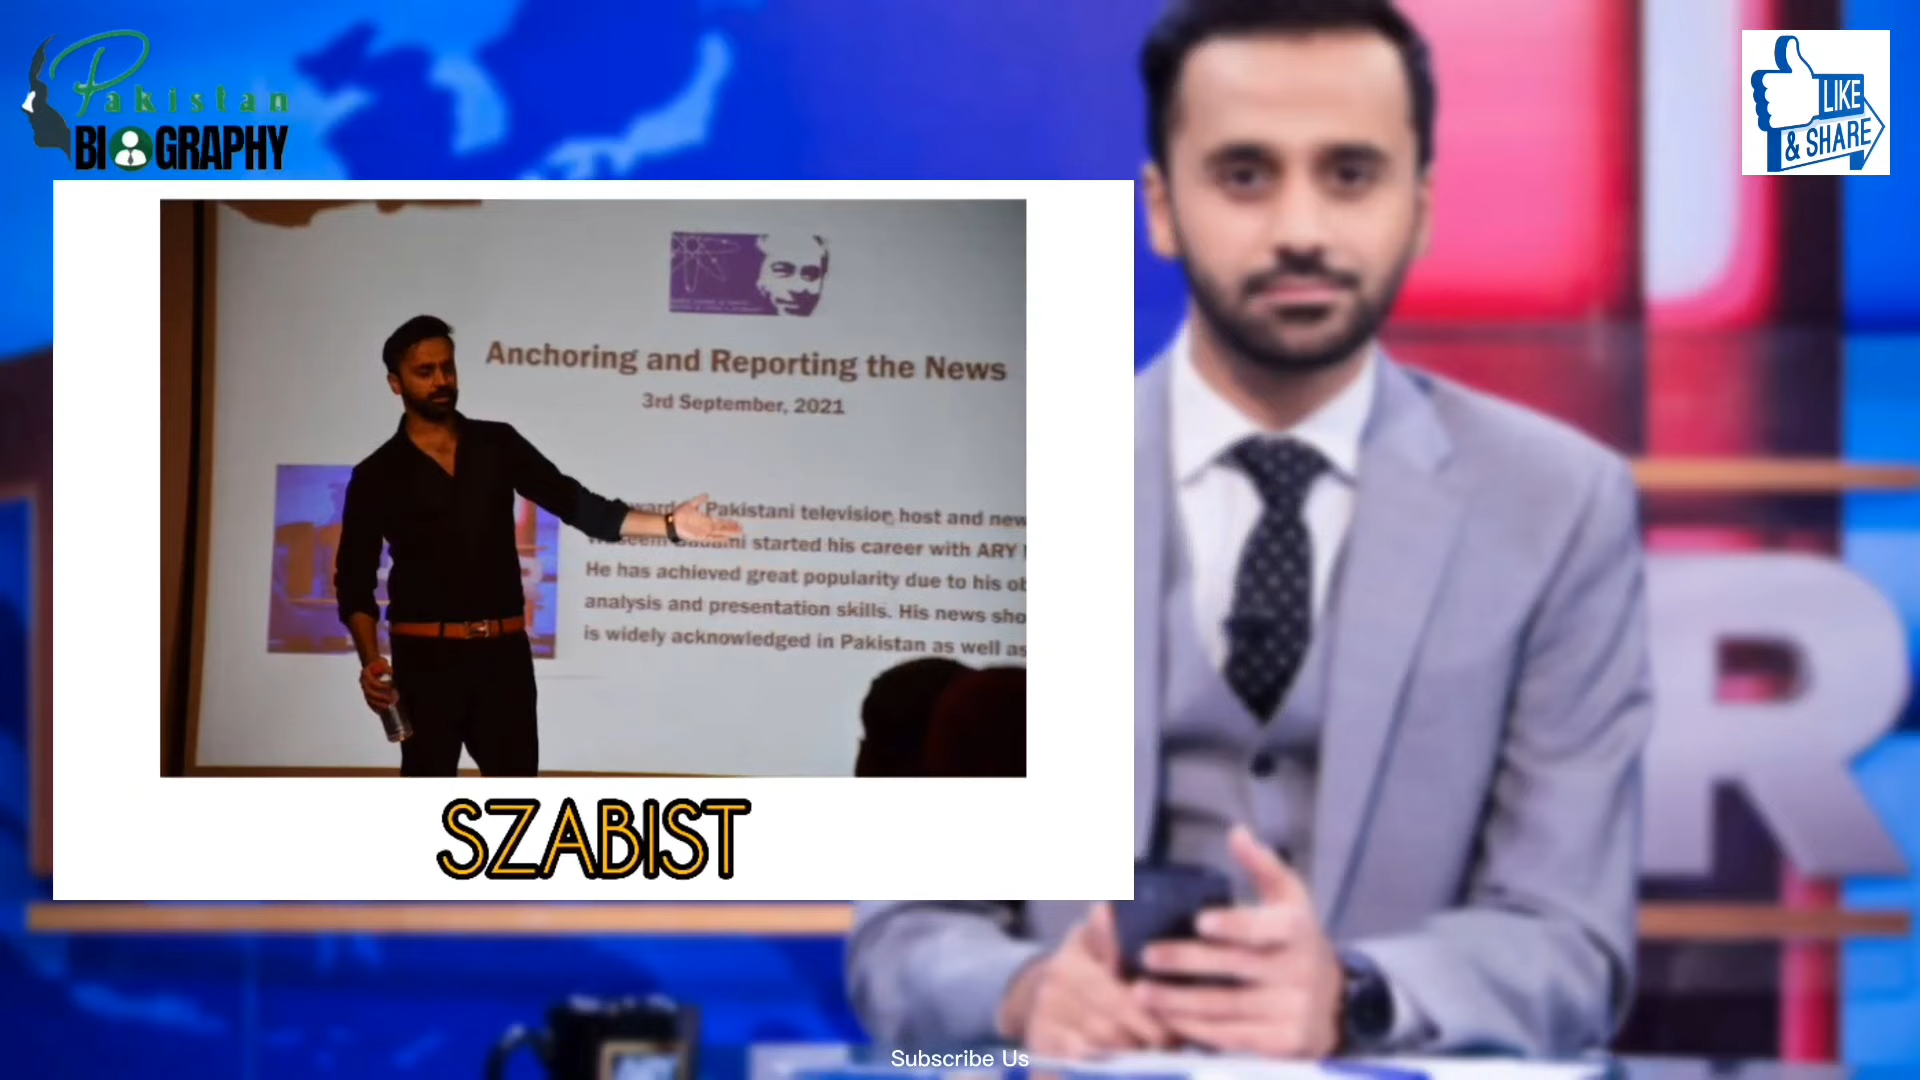 Pakistan
BIOGRAPHY
LIKE
& SHARE
Anchoring and Reporting the News
3rd September, 2021
Pakistani television host and new
started his career with ARY
He has achieved great popularity due to his ob
analysis and presentation skills. His news sho
is widely acknowledged in Pakistan as well as
SZABIST
R
Subscribe Us